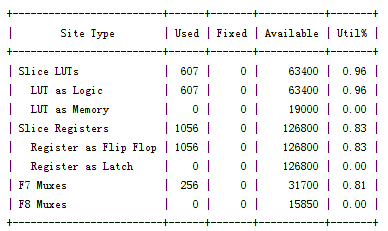 +-------------------------+------+-------+-----------+-------+
| Site Type | Used | Fixed | Available | Util% |
+-------------------------+------+-------+-----------+-------+
| Slice LUTs | 607 | 0 | 63400 | 0.96 |
| LUT as Logic | 607 | 0 | 63400 | 0.96 |
| LUT as Memory | 0 | 0 | 19000 | 0.00 |
| Slice Registers | 1056 | 0 | 126800 | 0.83 |
| Register as Flip Flop | 1056 | 0 | 126800 | 0.83 |
| Register as Latch | 0 | 0 | 126800 | 0.00 |
| F7 Muxes | 256 | 0 | 31700 | 0.81 |
| F8 Muxes | 0 | 0 | 15850 | 0.00 |
+-------------------------+------+-------+-----------+-------+